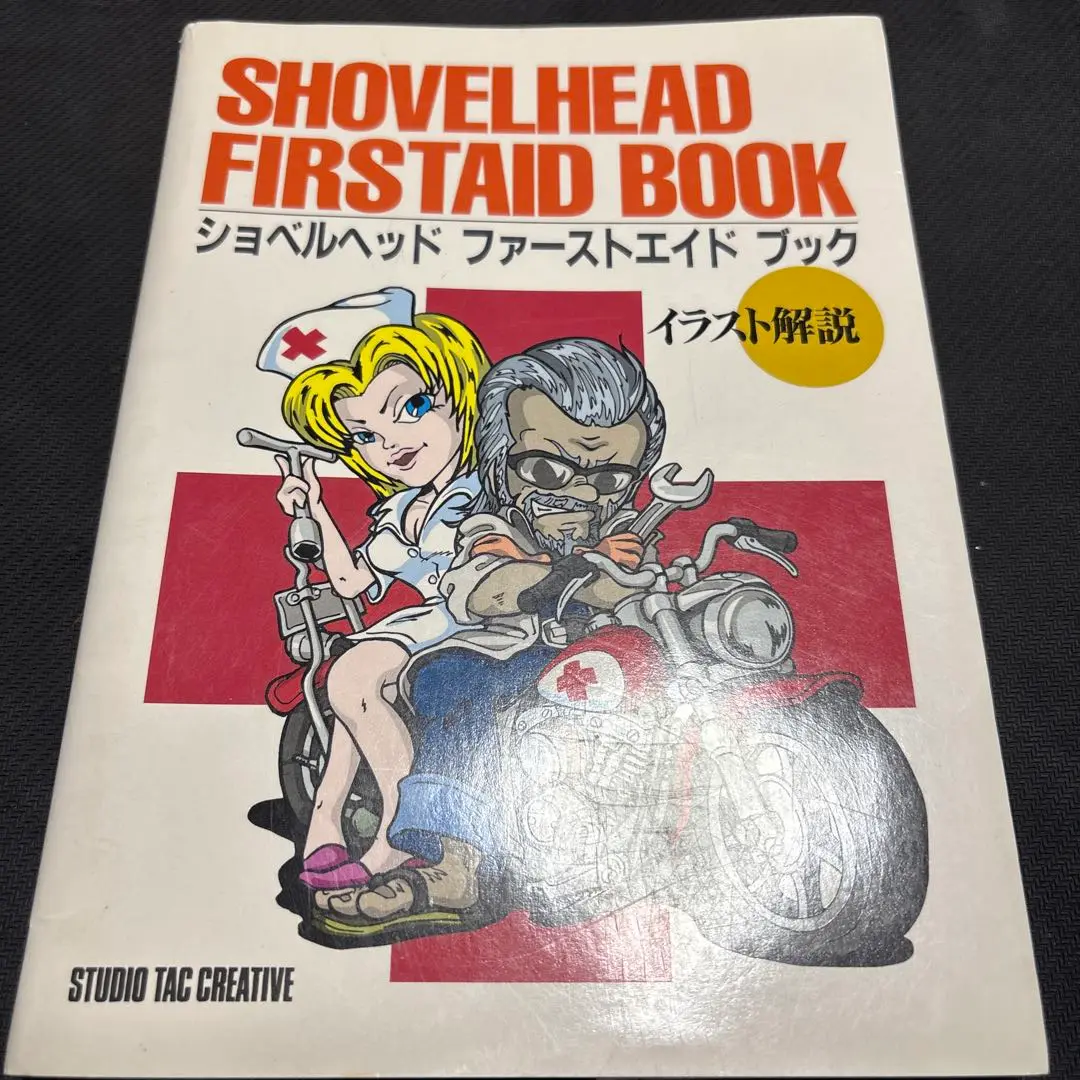 SHOVELHEAD
FIRSTAID BOOK
ショベルヘッド ファーストエイド ブック
イラスト解説
STUDIO TAC CREATIVE